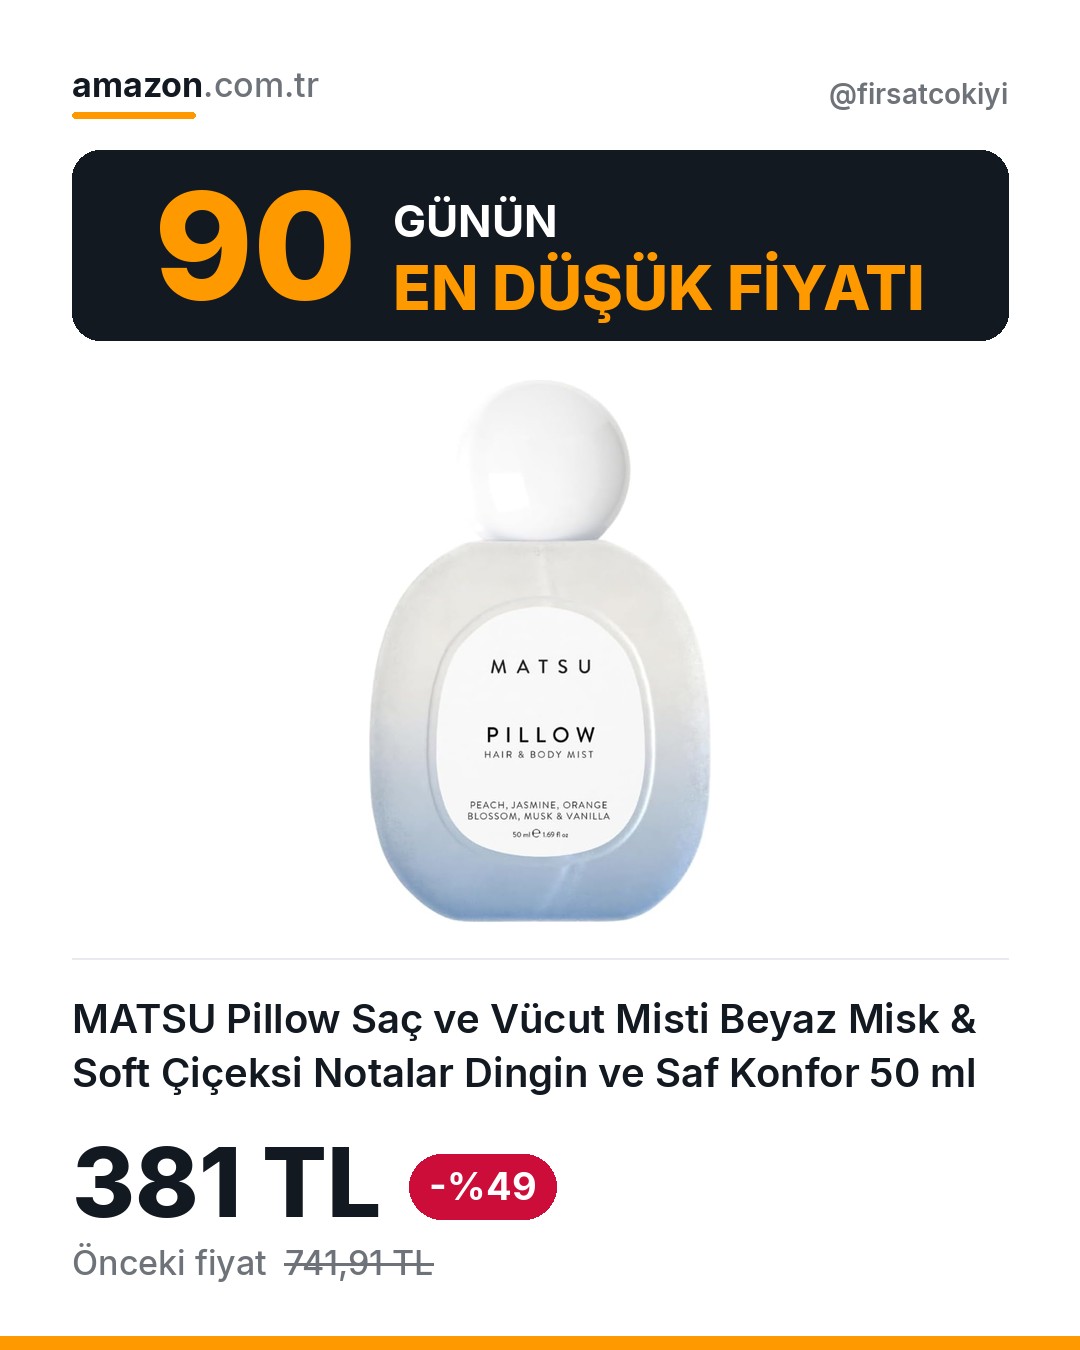 amazon.com.tr
@firsatcokiyi
90
GÜNÜN
EN DÜŞÜK FİYATI
MATSU
PILLOW
HAIR & BODY MIST
PEACH, JASMINE, ORANGE
BLOSSOM, MUSK & VANILLA
50 ml ℮ 1.69 fl oz
MATSU Pillow Saç ve Vücut Misti Beyaz Misk &
Soft Çiçeksi Notalar Dingin ve Saf Konfor 50 ml
381 TL
-%49
Önceki fiyat 741,91 TL